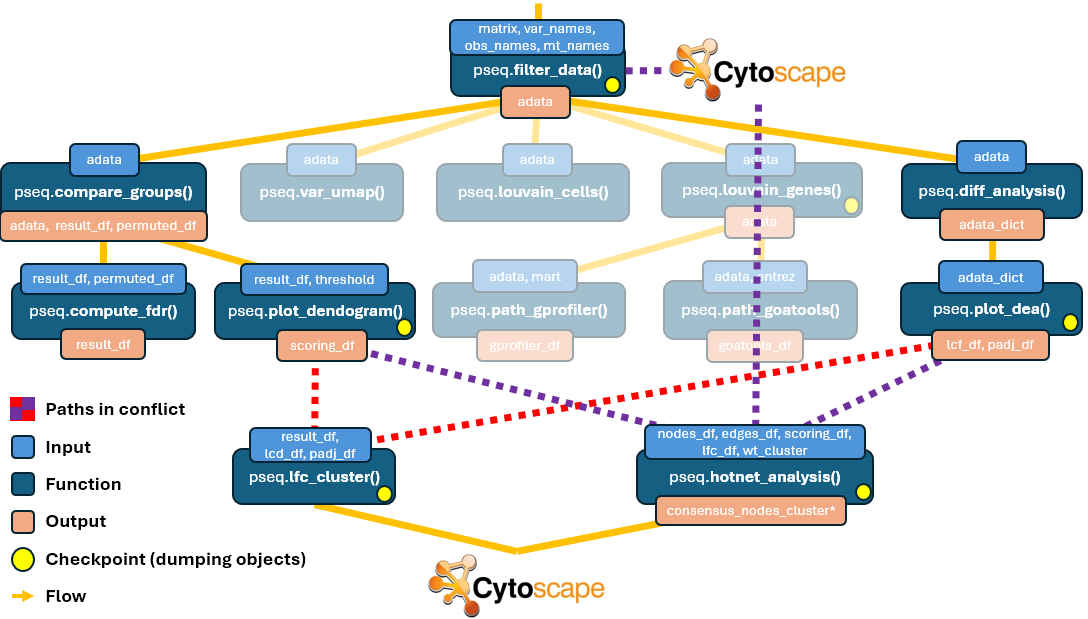 matrix, var_names,
obs_names, mt_names
pseq.filter_data()
adata
Cytoscape
adata
adata
adata
adata
adata
pseq.compare_groups()
pseq.var_umap()
pseq.louvain_cells()
pseq.louvain_genes()
pseq.diff_analysis()
adata, result_df, permuted_df
adata
adata_dict
result_df, permuted_df
result_df, threshold
adata, mart
adata, entrez
adata_dict
pseq.compute_fdr()
pseq.plot_dendogram()
pseq.path_gprofiler()
pseq.path_goatools()
pseq.plot_dea()
result_df
scoring_df
gprofiler_df
goatools_df
lcf_df, padj_df
Paths in conflict
Input
Function
Output
Checkpoint (dumping objects)
Flow
result_df,
lcd_df, padj_df
pseq.lfc_cluster()
nodes_df, edges_df, scoring_df,
lfc_df, wt_cluster
pseq.hotnet_analysis()
consensus_nodes_cluster*
Cytoscape